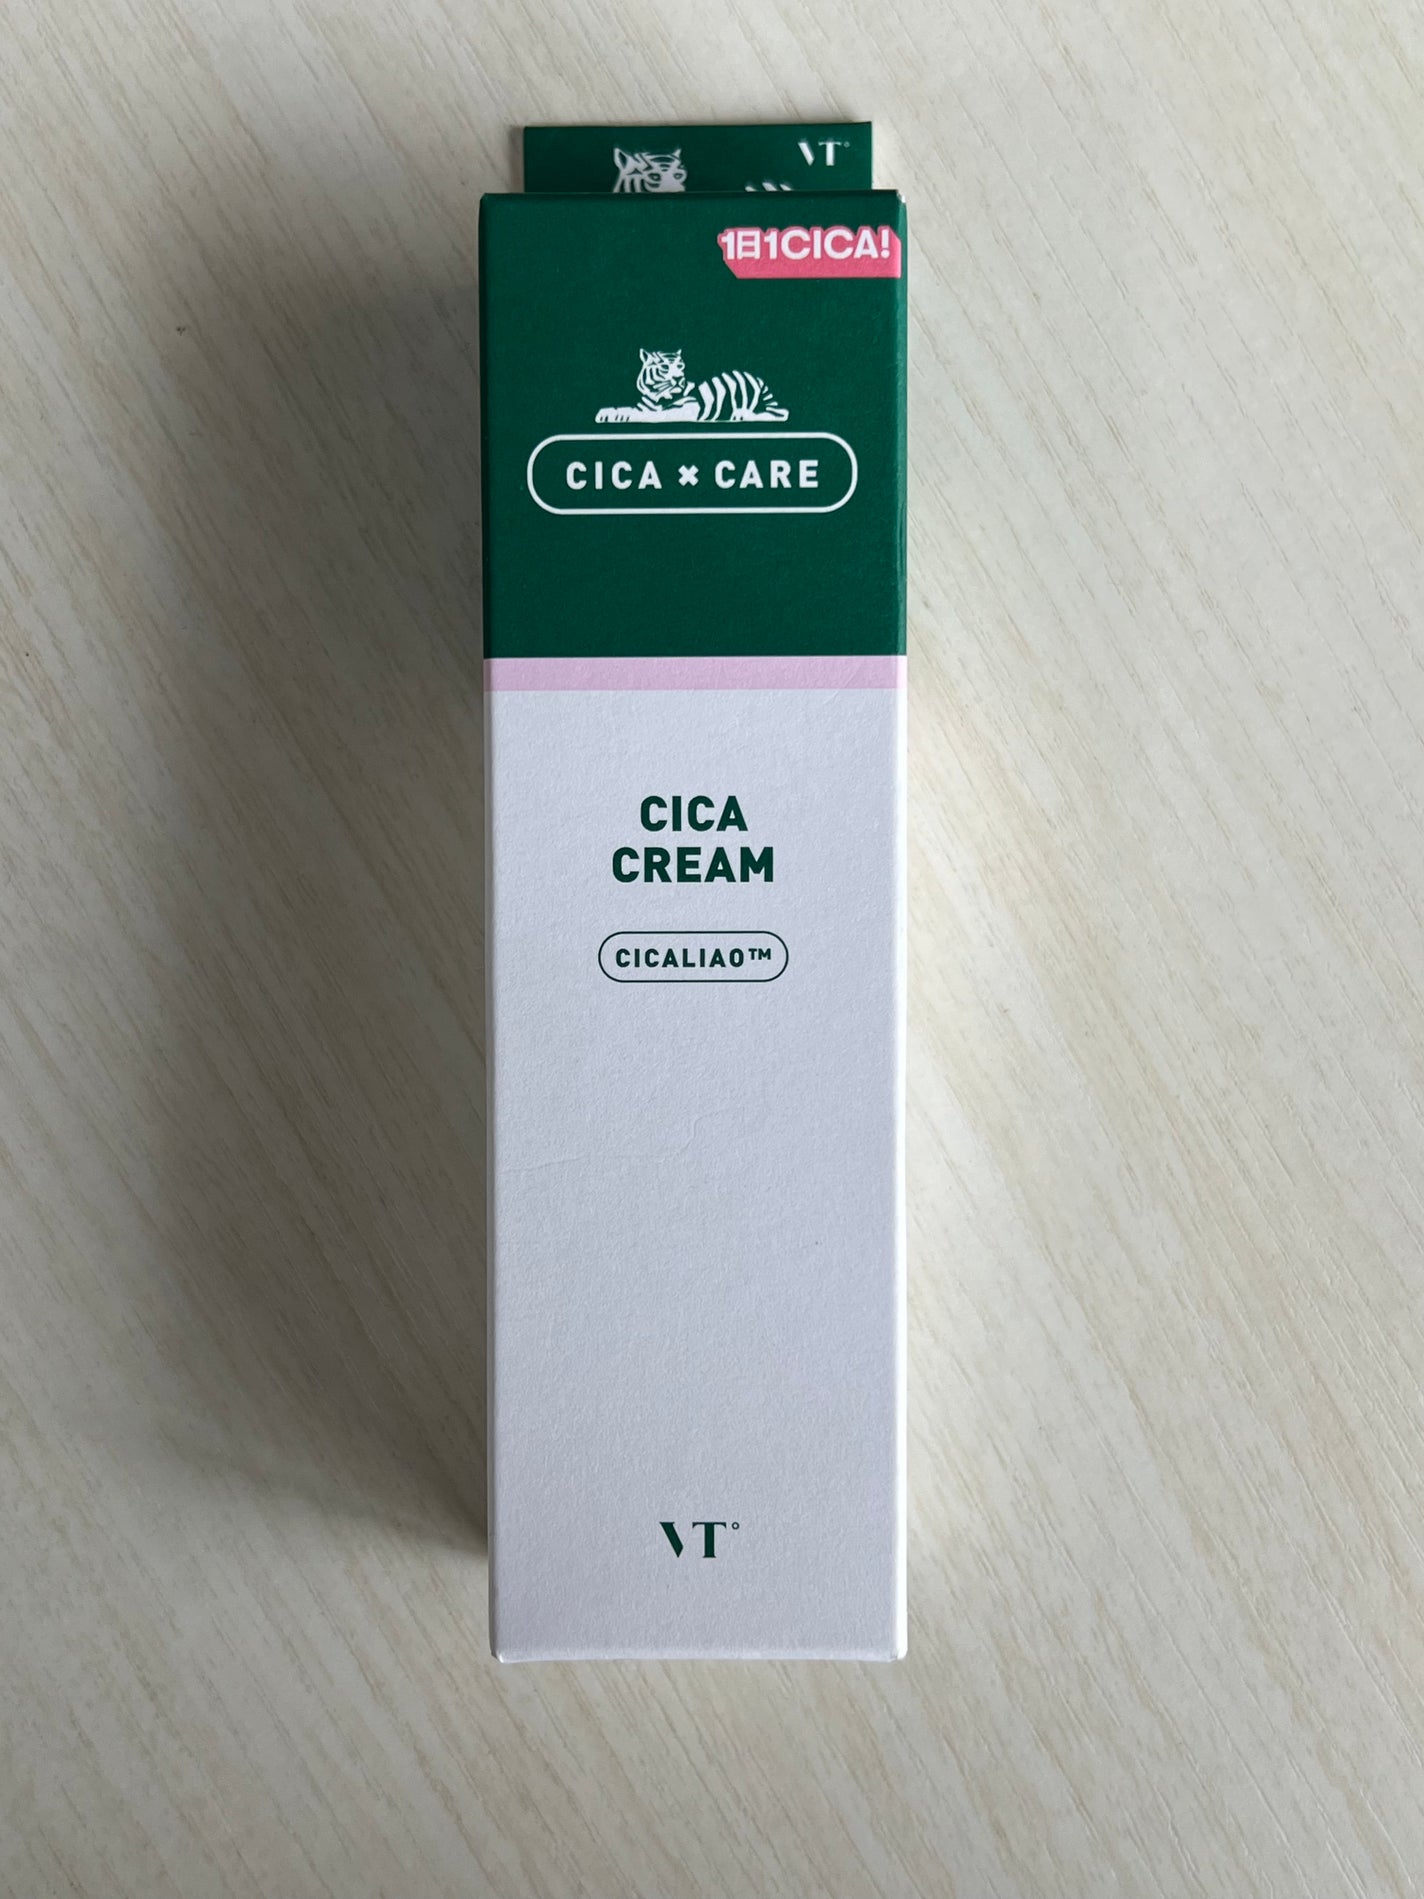 VT°
1日1CICA!
CICA × CARE
CICA
CREAM
CICALIAO™
VT°